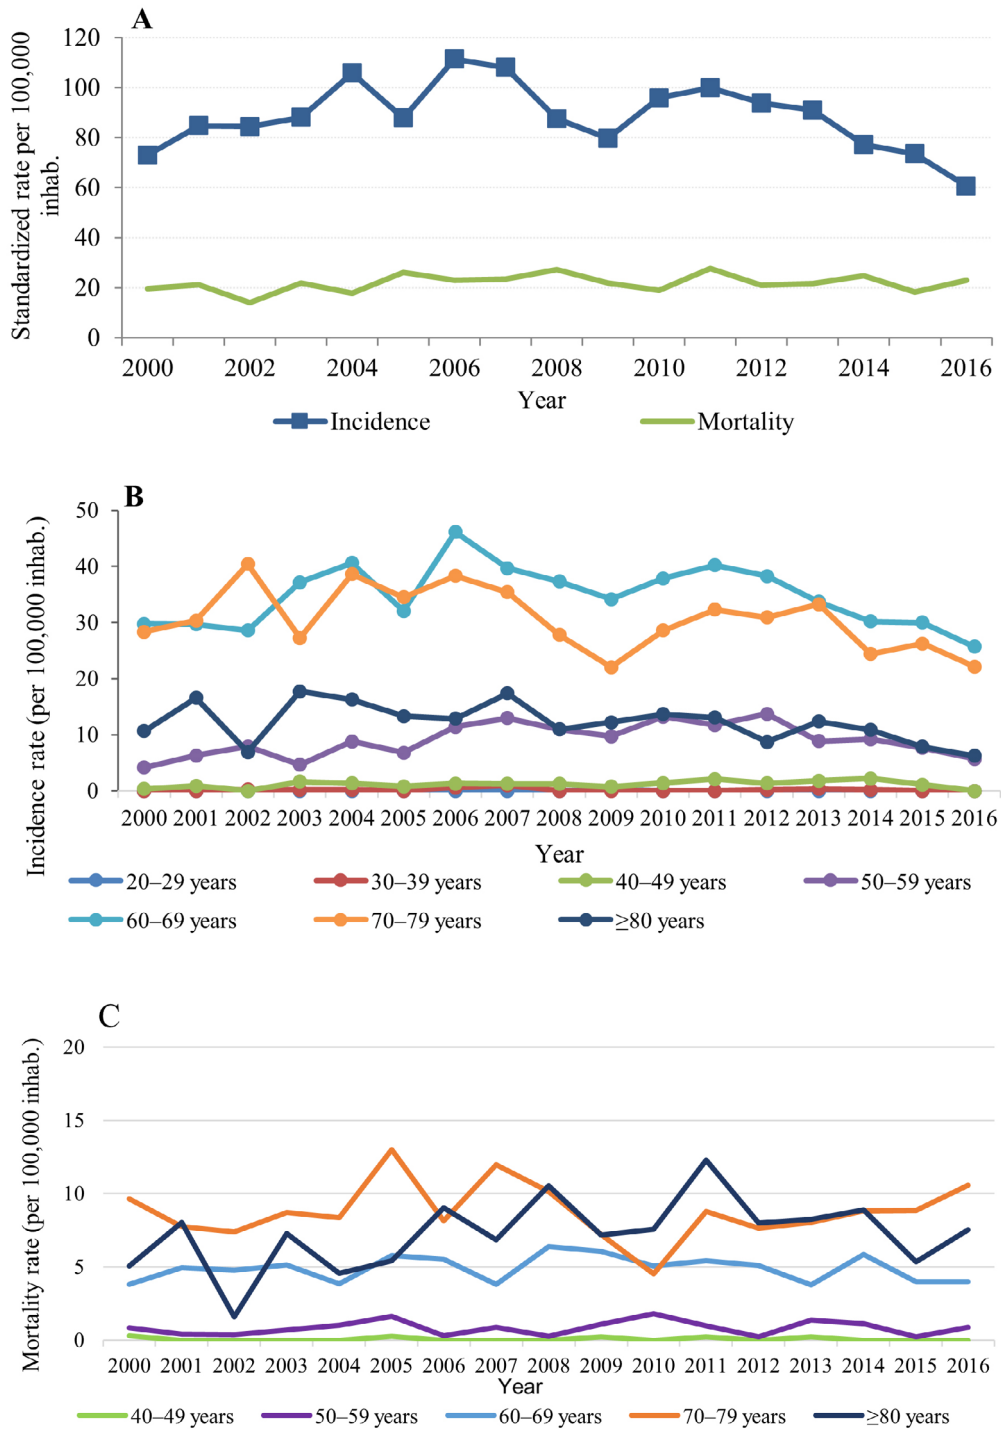 A
Standardized rate per 100,000
inhab.
120
100
80
60
40
20
0
2000 2002 2004 2006 2008 2010 2012 2014 2016
Year
Incidence Mortality
B
Incidence rate (per 100,000 inhab.)
50
40
30
20
10
0
2000 2001 2002 2003 2004 2005 2006 2007 2008 2009 2010 2011 2012 2013 2014 2015 2016
Year
20–29 years 30–39 years 40–49 years 50–59 years
60–69 years 70–79 years ≥80 years
C
Mortality rate (per 100,000 inhab.)
20
15
10
5
0
2000 2001 2002 2003 2004 2005 2006 2007 2008 2009 2010 2011 2012 2013 2014 2015 2016
Year
40–49 years 50–59 years 60–69 years 70–79 years ≥80 years